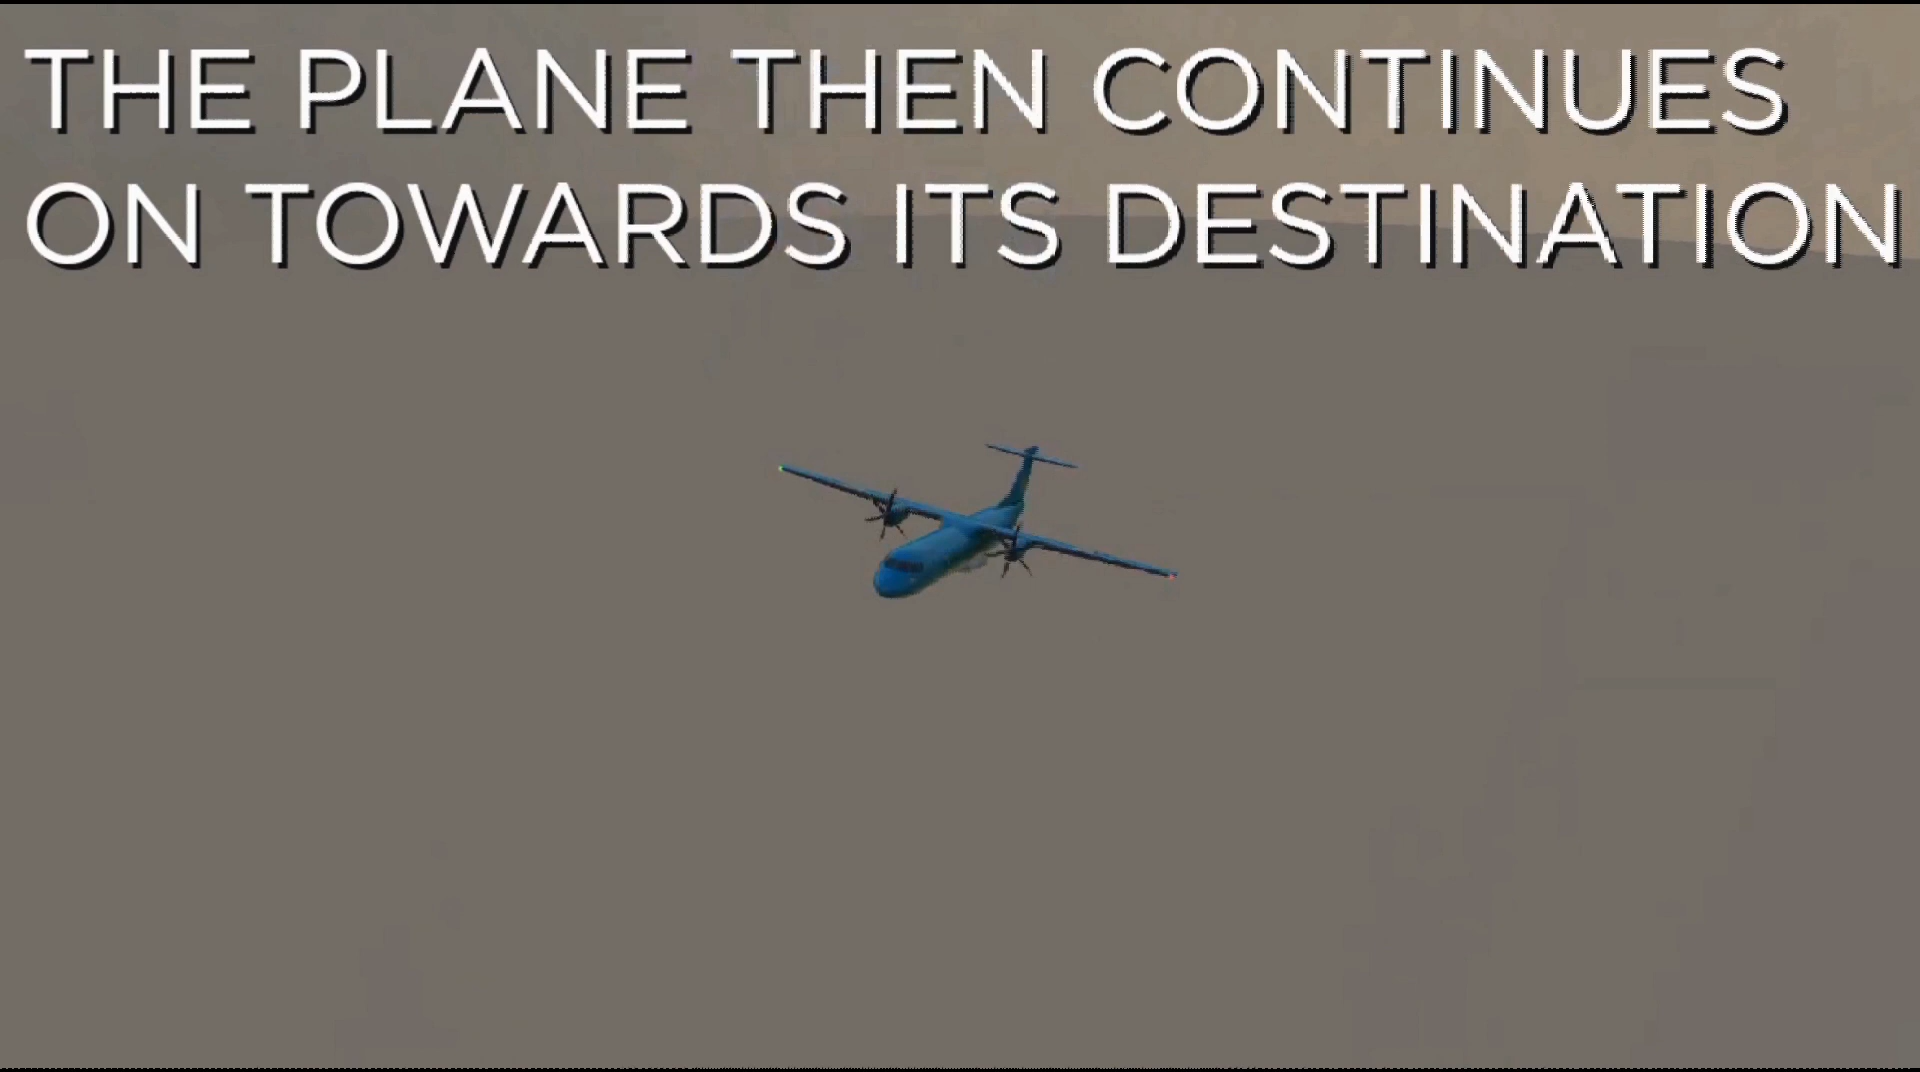 THE PLANE THEN CONTINUES
ON TOWARDS ITS DESTINATION